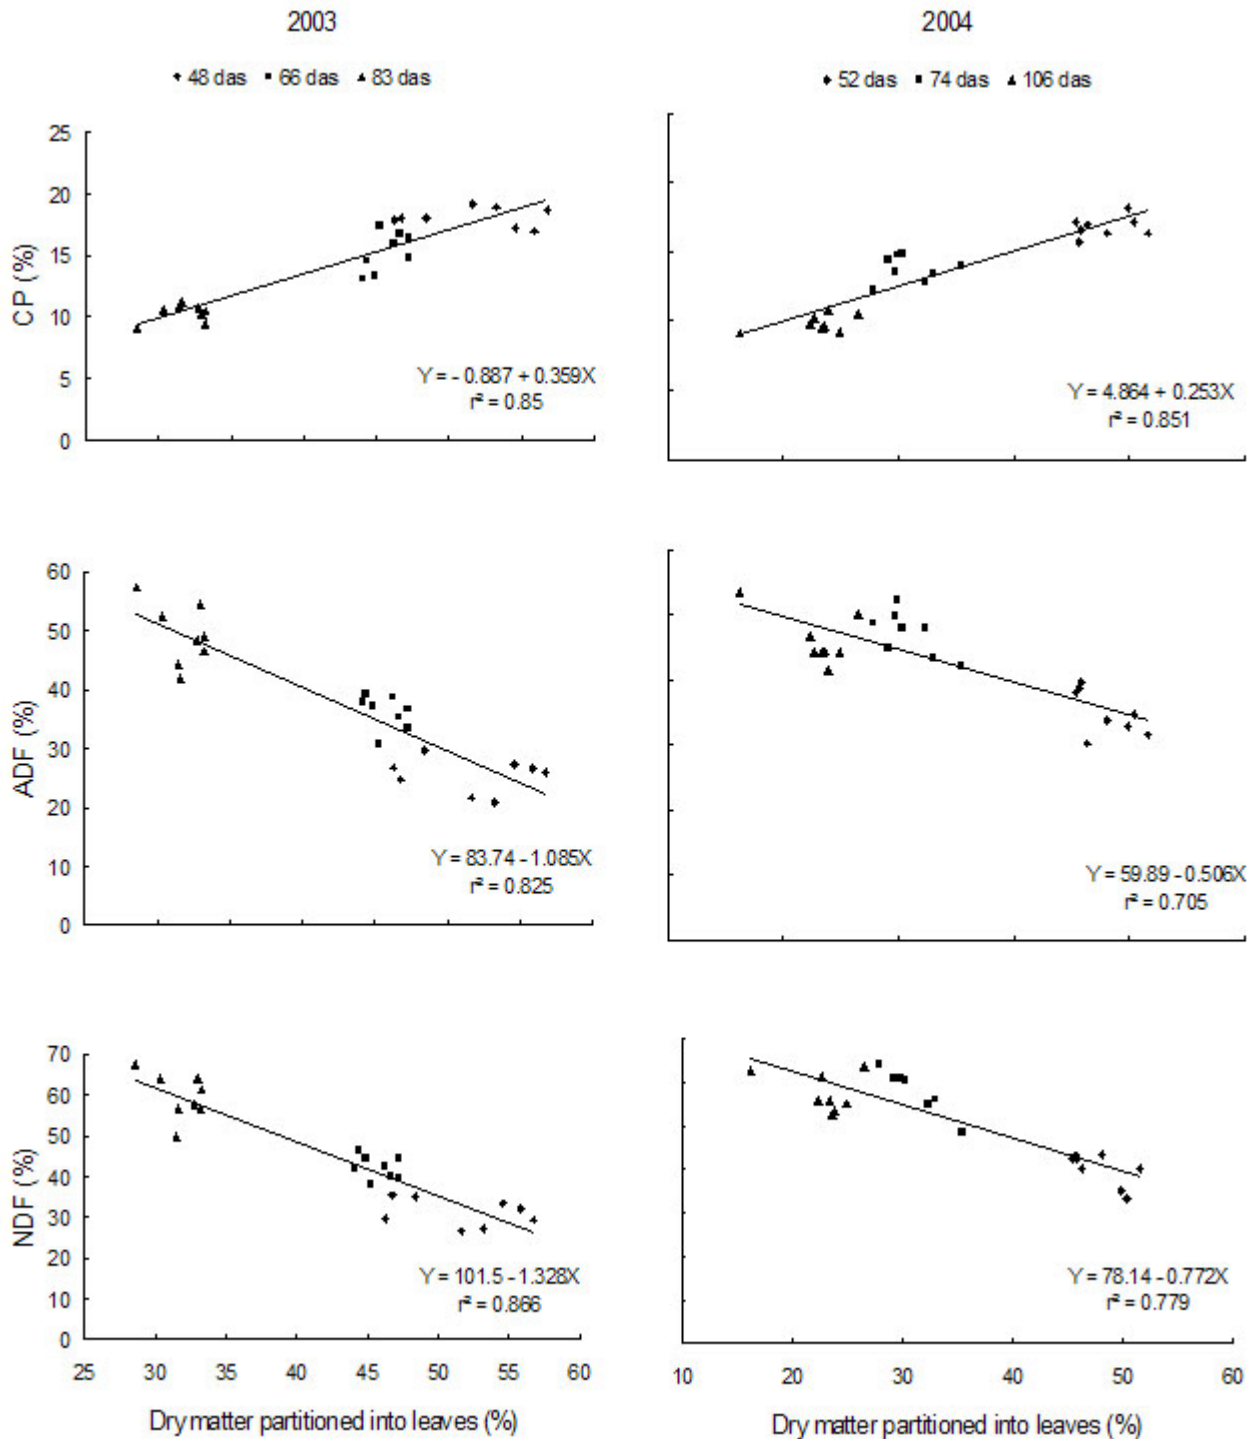 2003
2004
48 das 66 das 83 das
52 das 74 das 106 das
CP (%)
25
20
15
10
5
0
Y = - 0.887 + 0.359X
r² = 0.85
Y = 4.864 + 0.253X
r² = 0.851
ADF (%)
60
50
40
30
20
10
0
Y = 83.74 - 1.085X
r² = 0.825
Y = 59.89 - 0.506X
r² = 0.705
NDF (%)
70
60
50
40
30
20
10
0
Y = 101.5 - 1.328X
r² = 0.866
Y = 78.14 - 0.772X
r² = 0.779
25 30 35 40 45 50 55 60
10 20 30 40 50 60
Dry matter partitioned into leaves (%)
Dry matter partitioned into leaves (%)